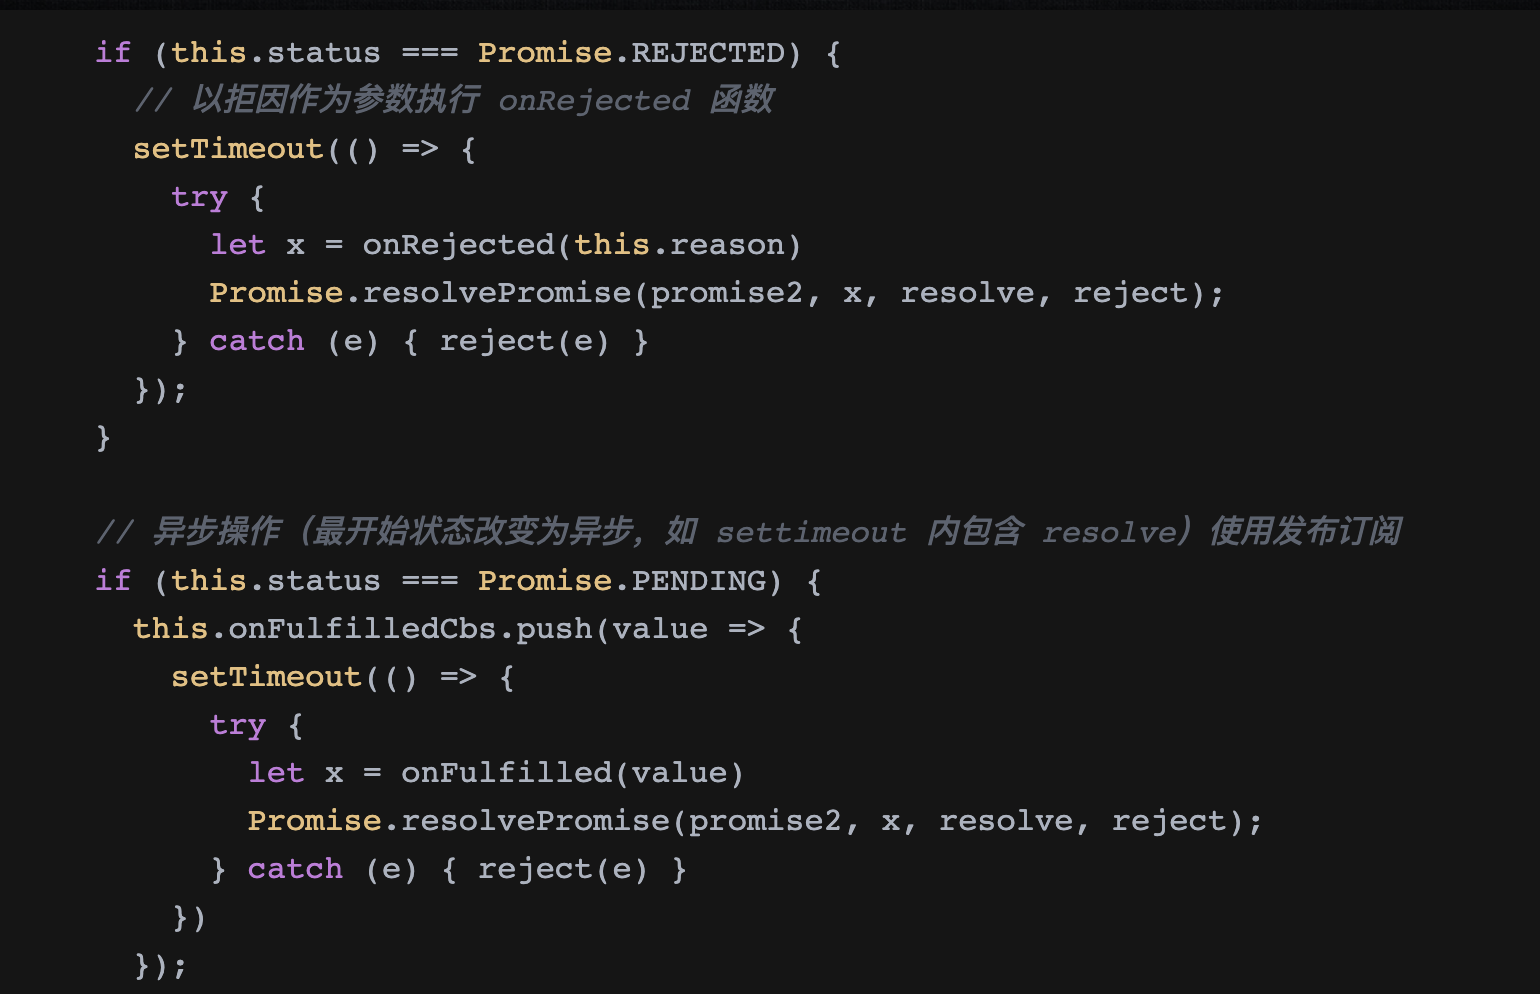 if (this.status === Promise.REJECTED) {
// 以拒因作为参数执行 onRejected 函数
setTimeout(() => {
try {
let x = onRejected(this.reason)
Promise.resolvePromise(promise2, x, resolve, reject);
} catch (e) { reject(e) }
});
}
// 异步操作（最开始状态改变为异步，如 settimeout 内包含 resolve）使用发布订阅
if (this.status === Promise.PENDING) {
this.onFulfilledCbs.push(value => {
setTimeout(() => {
try {
let x = onFulfilled(value)
Promise.resolvePromise(promise2, x, resolve, reject);
} catch (e) { reject(e) }
})
});